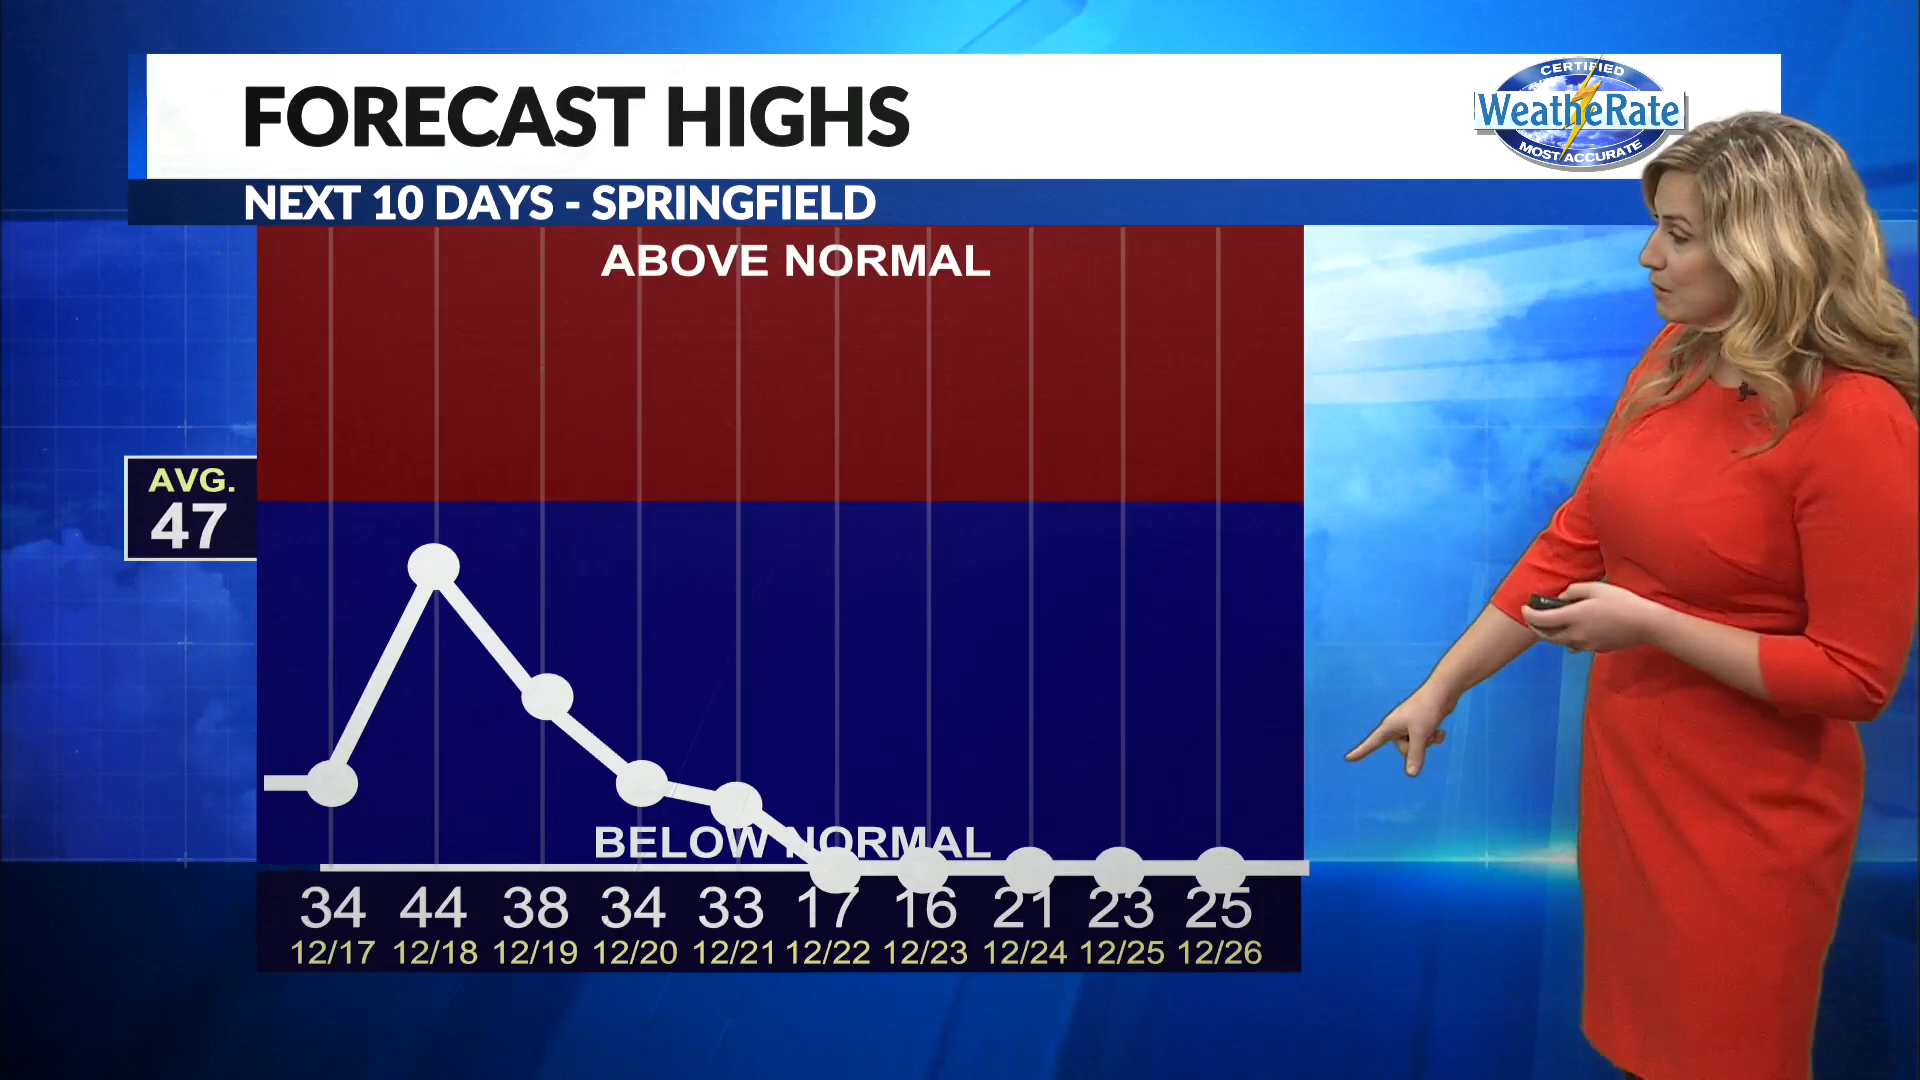 FORECAST HIGHS
CERTIFIED
WeatheRate
MOST ACCURATE
NEXT 10 DAYS - SPRINGFIELD
ABOVE NORMAL
AVG.
47
BELOW NORMAL
34 44 38 34 33 17 16 21 23 25
12/17 12/18 12/19 12/20 12/21 12/22 12/23 12/24 12/25 12/26